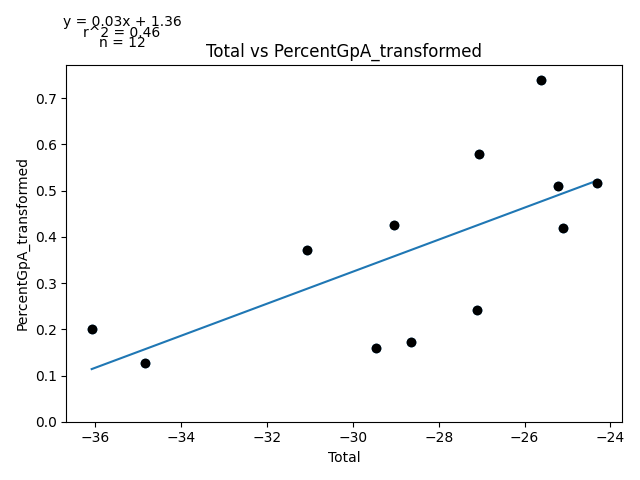 y = 0.03x + 1.36
r^2 = 0.46
n = 12
Total vs PercentGpA_transformed
PercentGpA_transformed
0.7
0.6
0.5
0.4
0.3
0.2
0.1
0.0
−36 −34 −32 −30 −28 −26 −24
Total